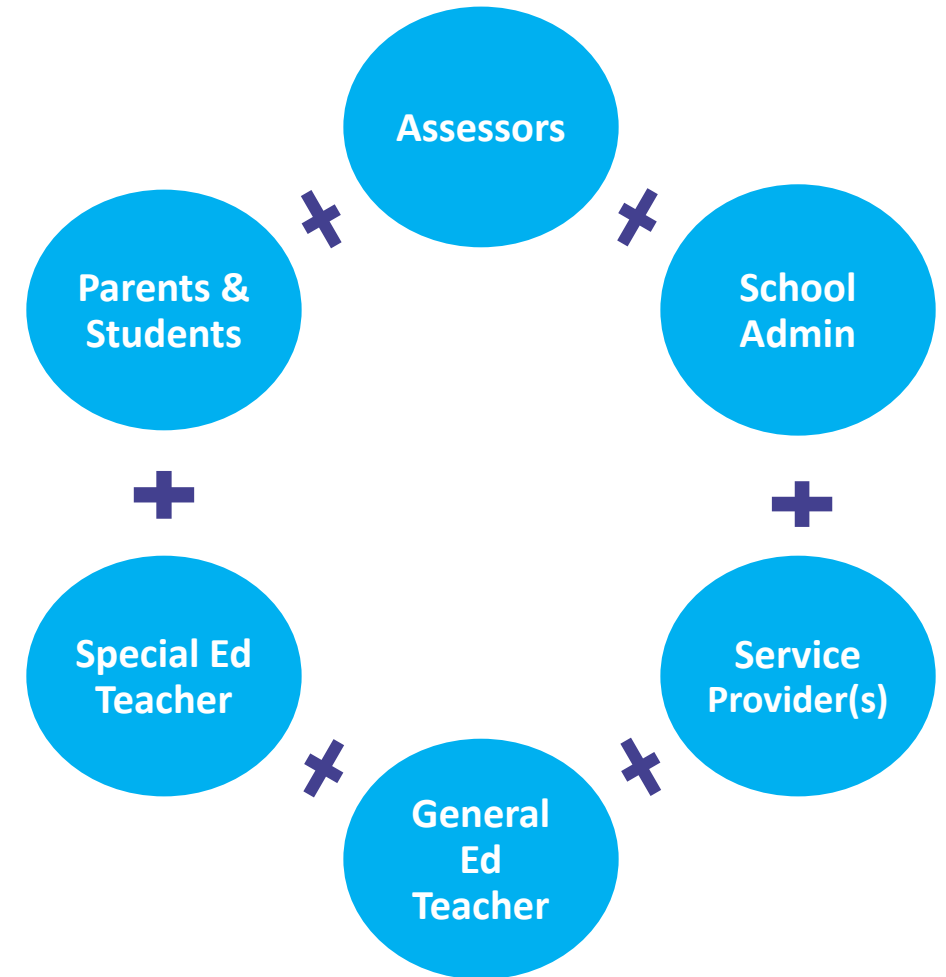 Assessors
School
Admin
Service
Provider(s)
General
Ed
Teacher
Special Ed
Teacher
Parents &
Students